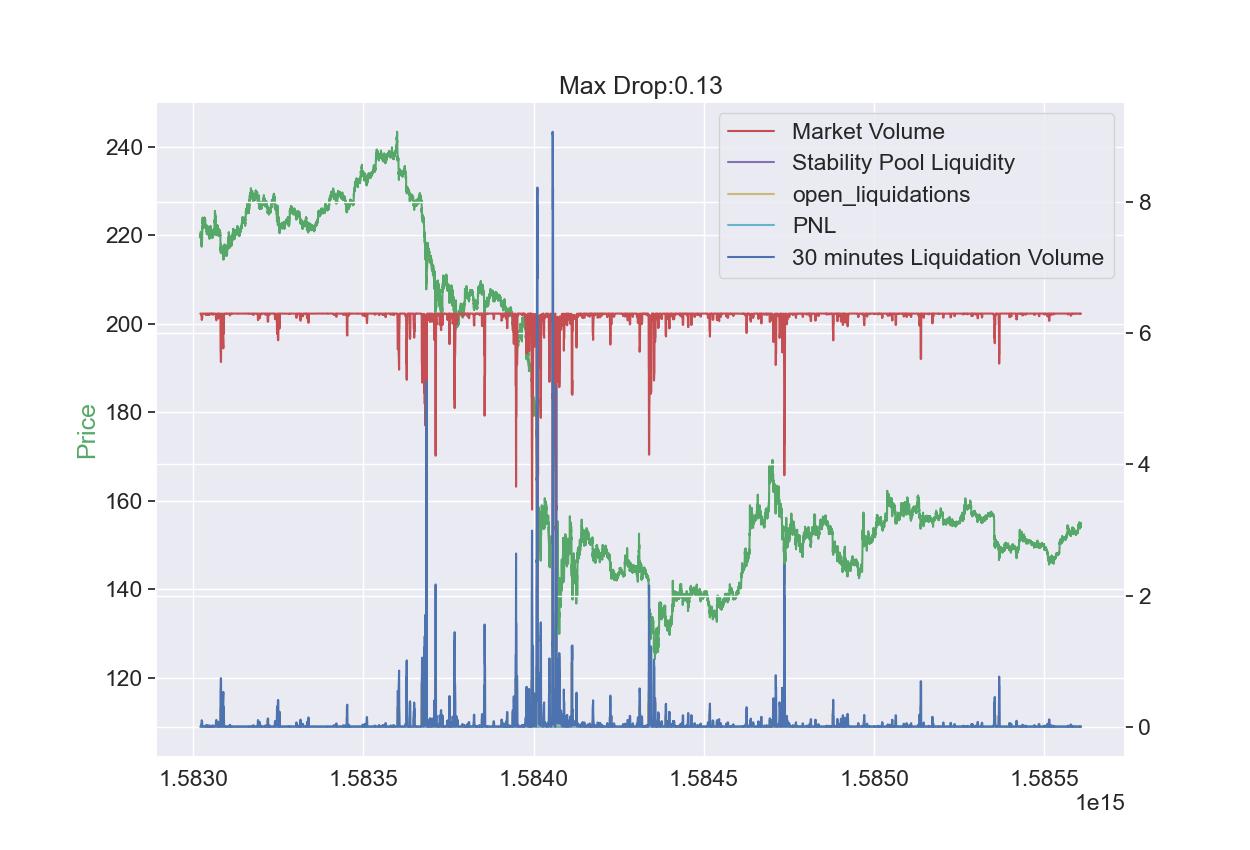 Max Drop:0.13
Market Volume
Stability Pool Liquidity
open_liquidations
PNL
30 minutes Liquidation Volume
Price
240
220
200
180
160
140
120
8
6
4
2
0
1.5830 1.5835 1.5840 1.5845 1.5850 1.5855
1e15